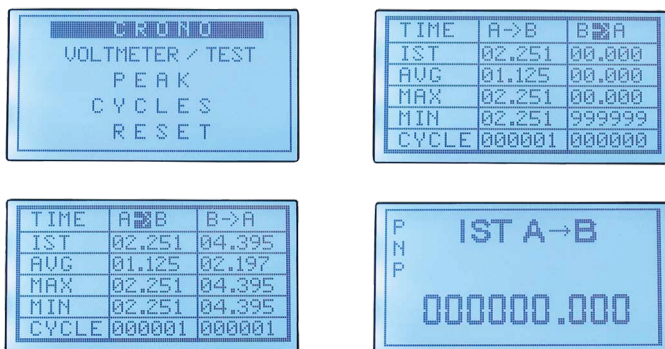 CRONO
VOLTMETER / TEST
PEAK
CYCLES
RESET
TIME A->B B->A
IST 02.251 00.000
AVG 01.125 00.000
MAX 02.251 00.000
MIN 02.251 999999
CYCLE 000001 000000
TIME A->B B->A
IST 02.251 04.395
AVG 01.125 02.197
MAX 02.251 04.395
MIN 02.251 04.395
CYCLE 000001 000001
PNP
IST A→B
000000.000